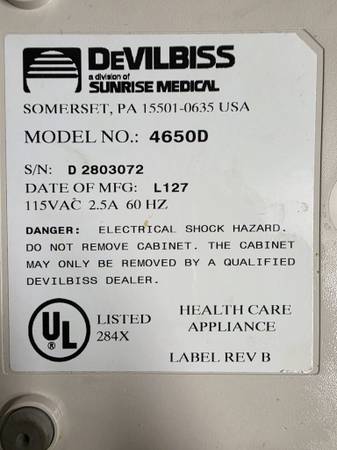 DEVILBISS
a division of
SUNRISE MEDICAL
SOMERSET, PA 15501-0635 USA
MODEL NO.: 4650D
S/N: D 2803072
DATE OF MFG: L127
115VAC 2.5A 60 HZ
DANGER: ELECTRICAL SHOCK HAZARD.
DO NOT REMOVE CABINET. THE CABINET
MAY ONLY BE REMOVED BY A QUALIFIED
DEVILBISS DEALER.
UL
LISTED
284X
HEALTH CARE
APPLIANCE
LABEL REV B